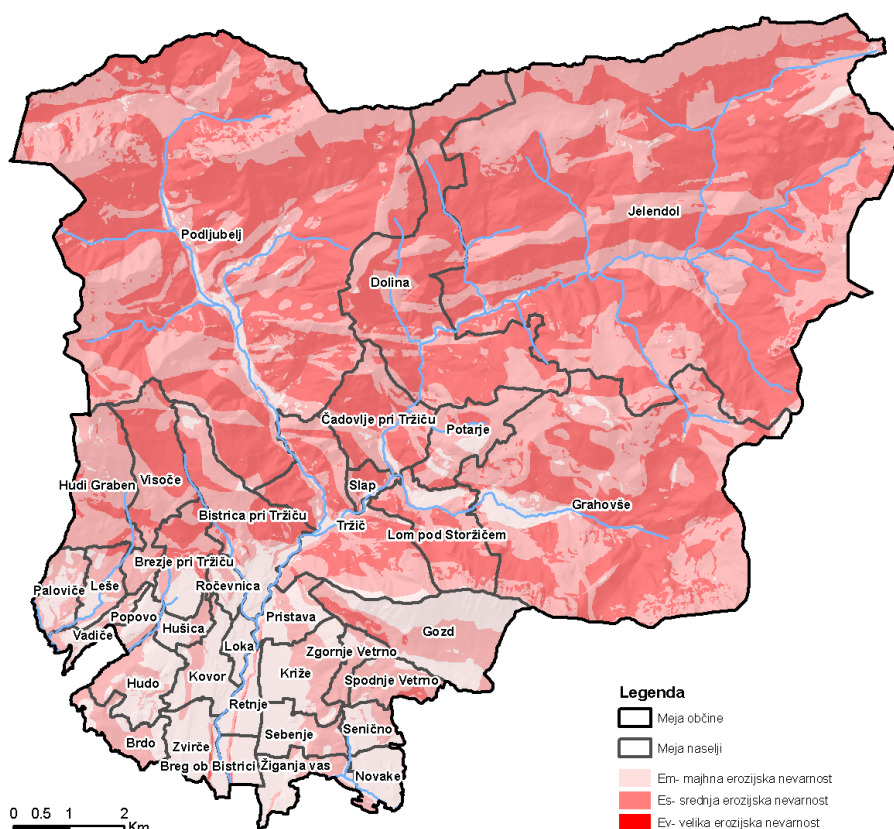 Jelendol
Podljubelj
Dolina
Čadovlje pri Tržiču
Potarje
Hudi Graben
Visoče
Slap
Grahovše
Bistrica pri Tržiču
Tržič
Lom pod Storžičem
Brezje pri Tržiču
Paloviče
Leše
Ročevnica
Popovo
Pristava
Vadiče
Hušica
Gozd
Loka
Zgornje Vetrno
Križe
Hudo
Kovor
Spodnje Vetrno
Retnje
Senično
Sebenje
Brdo
Zvirče
Breg ob Bistrici
Žiganja vas
Novake
Legenda
Meja občine
Meja naselji
Em- majhna erozijska nevarnost
Es- srednja erozijska nevarnost
Ev- velika erozijska nevarnost
0 0.5 1 2
Km